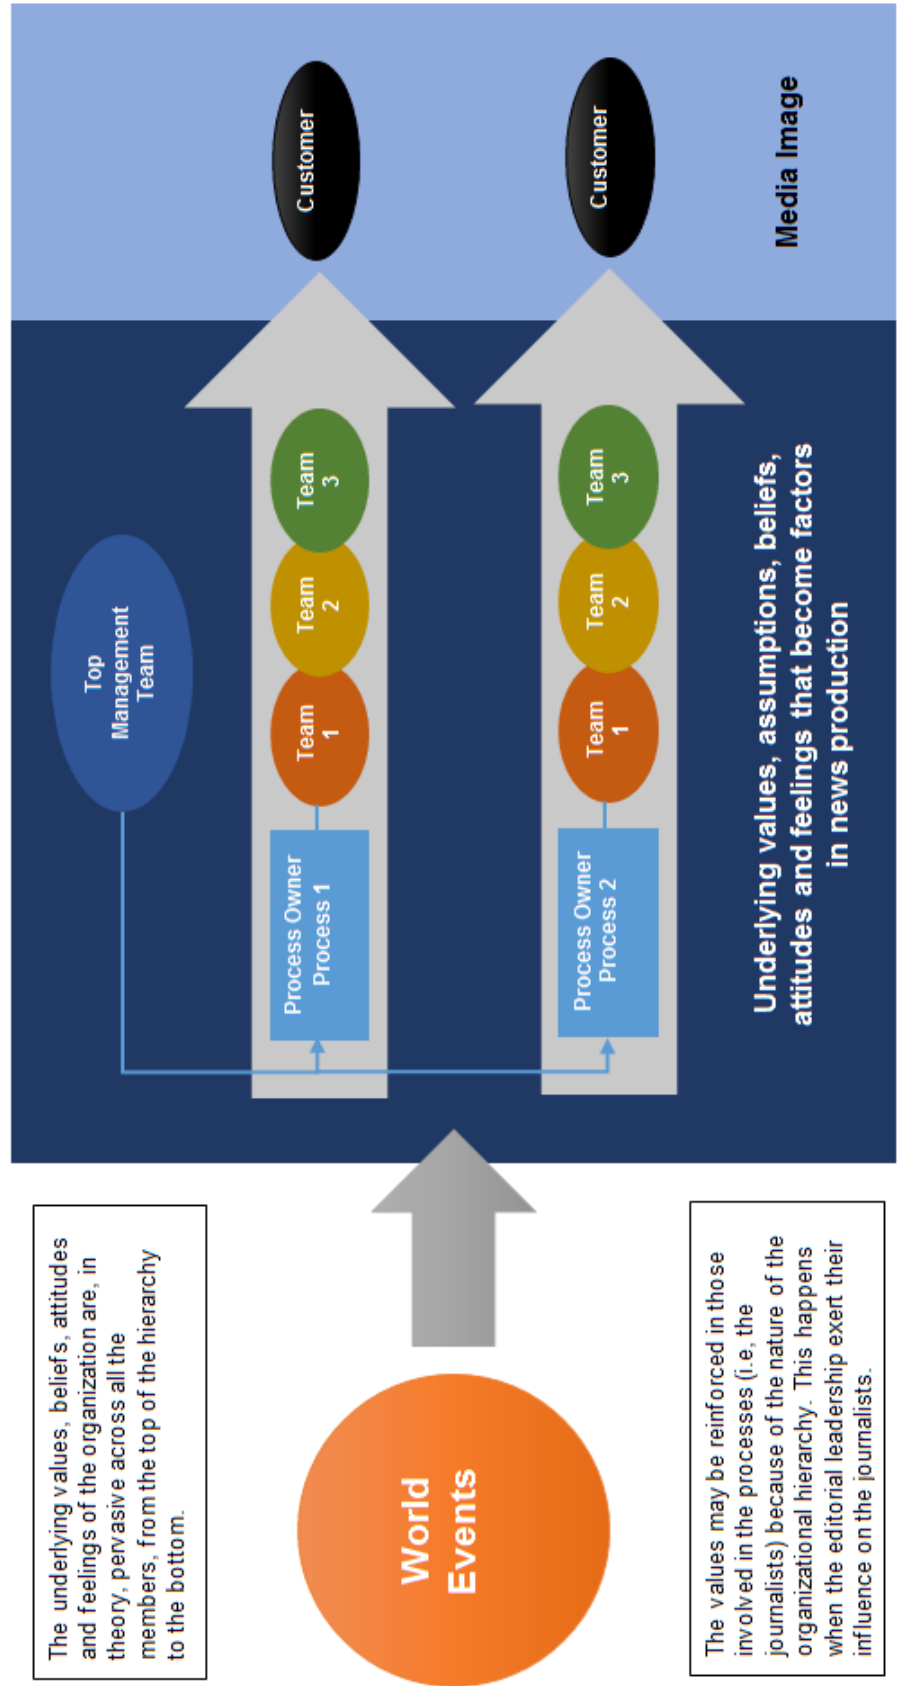 The underlying values, beliefs, attitudes
and feelings of the organization are, in
theory, pervasive across all the
members, from the top of the hierarchy
to the bottom.
World
Events
The values may be reinforced in those
involved in the processes (i.e, the
journalists) because of the nature of the
organizational hierarchy. This happens
when the editorial leadership exert their
influence on the journalists.
Top
Management
Team
Process Owner
Process 1
Team
1
Team
2
Team
3
Customer
Process Owner
Process 2
Team
1
Team
2
Team
3
Customer
Underlying values, assumptions, beliefs,
attitudes and feelings that become factors
in news production
Media Image